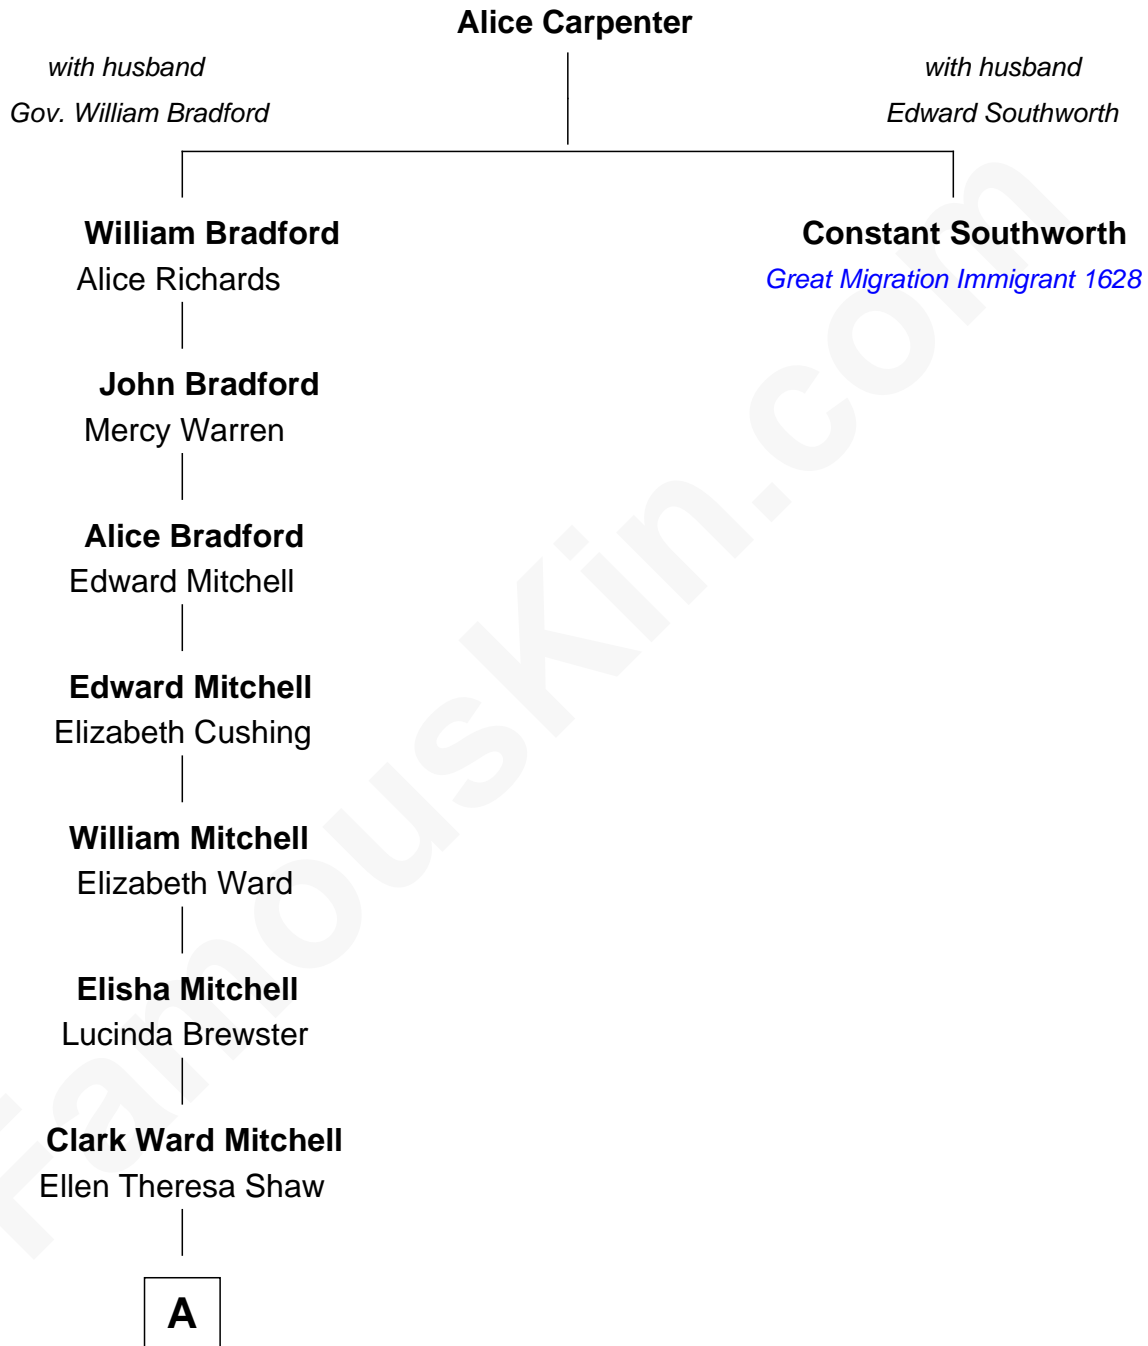 Alice Carpenter
with husband
Gov. William Bradford
with husband
Edward Southworth
William Bradford
Alice Richards
Constant Southworth
Great Migration Immigrant 1628
John Bradford
Mercy Warren
Alice Bradford
Edward Mitchell
Edward Mitchell
Elizabeth Cushing
William Mitchell
Elizabeth Ward
Elisha Mitchell
Lucinda Brewster
Clark Ward Mitchell
Ellen Theresa Shaw
A
FamousKin.com